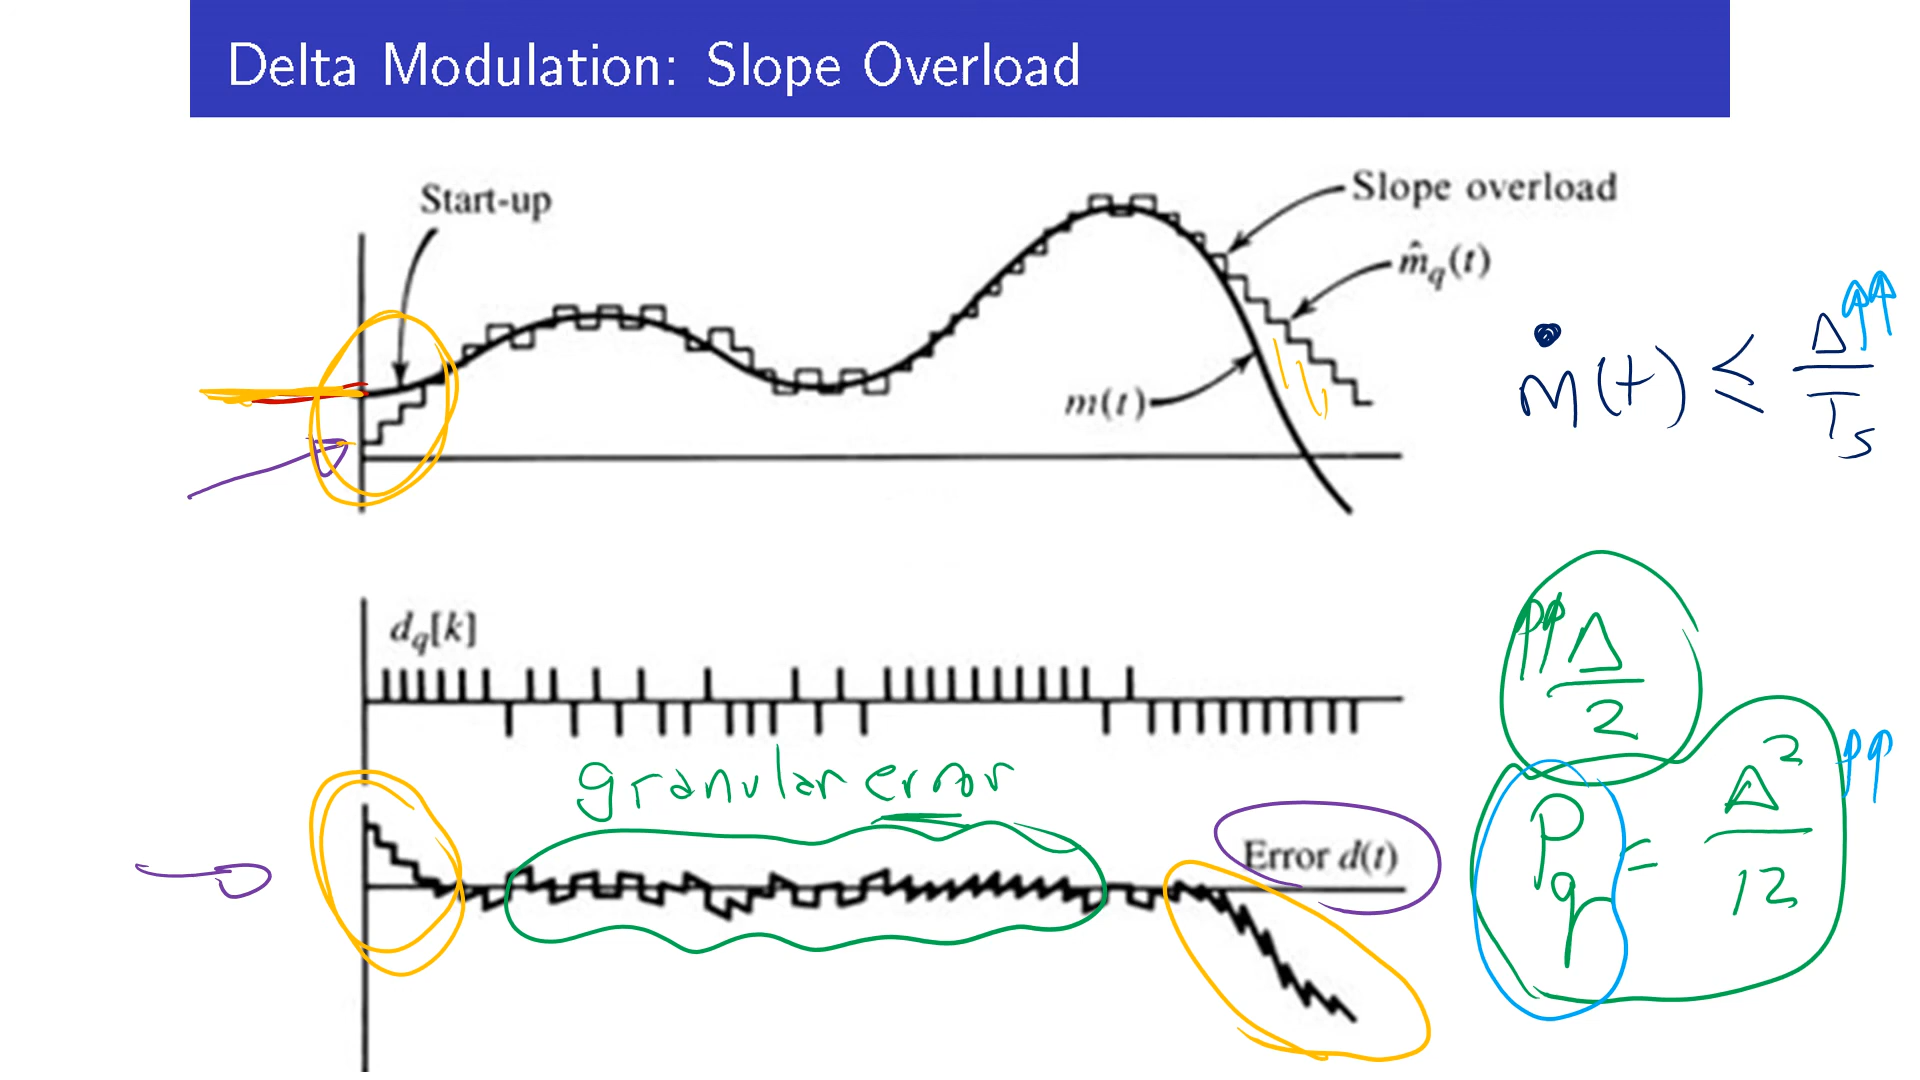 Delta Modulation: Slope Overload
Start-up
Slope overload
m̂q(t)
m(t)
ṁ(t) ≤ Δ/Ts
dq[k]
Δ/2
granular error
Error d(t)
Pq = Δ²/12